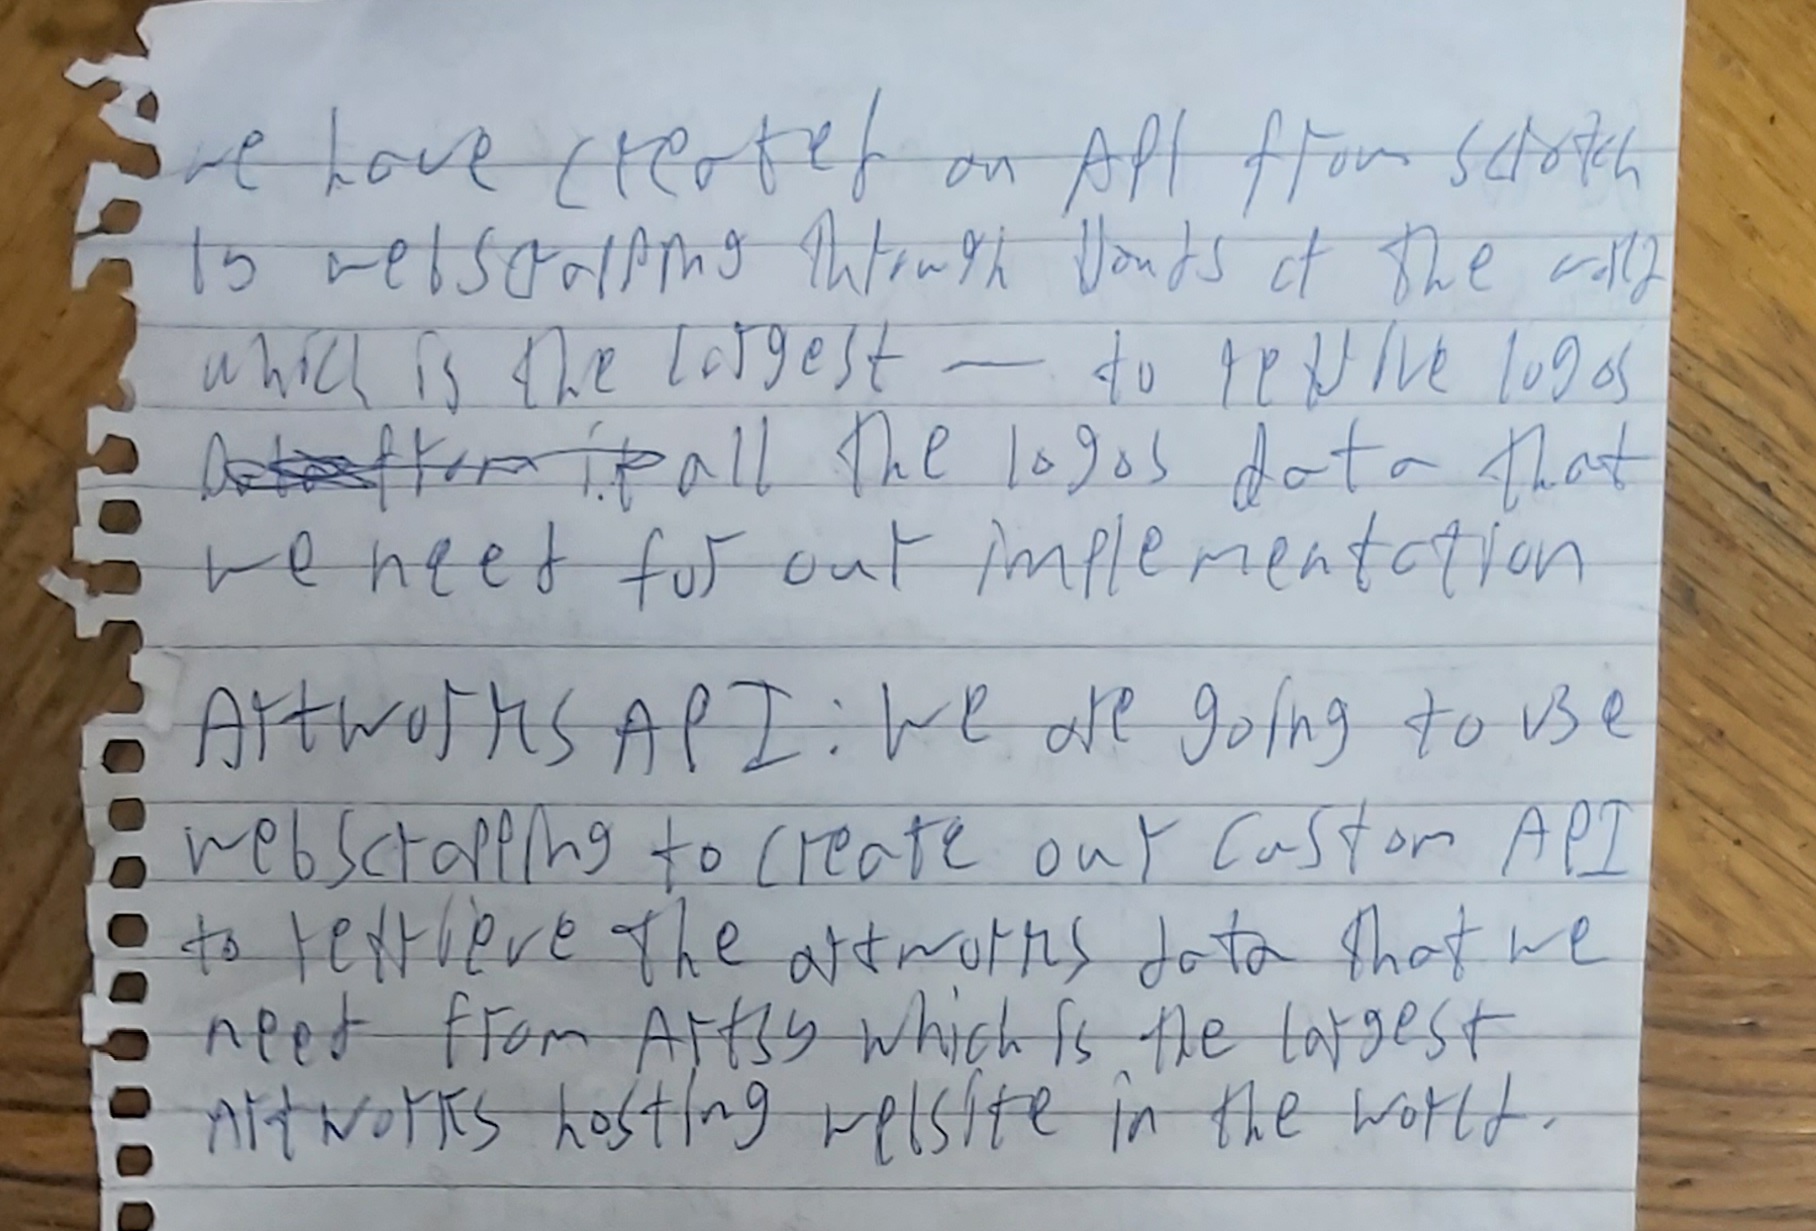 we have created an API from scratch
by webscrapping through Brands of the world
which is the largest — to retrive logos
all the logos data that
we need for our implementation
Artworks API: We are going to use
webscrapping to create our custom API
to retrieve the artworks data that we
need from Artsy which is the largest
Artworks hosting website in the world.